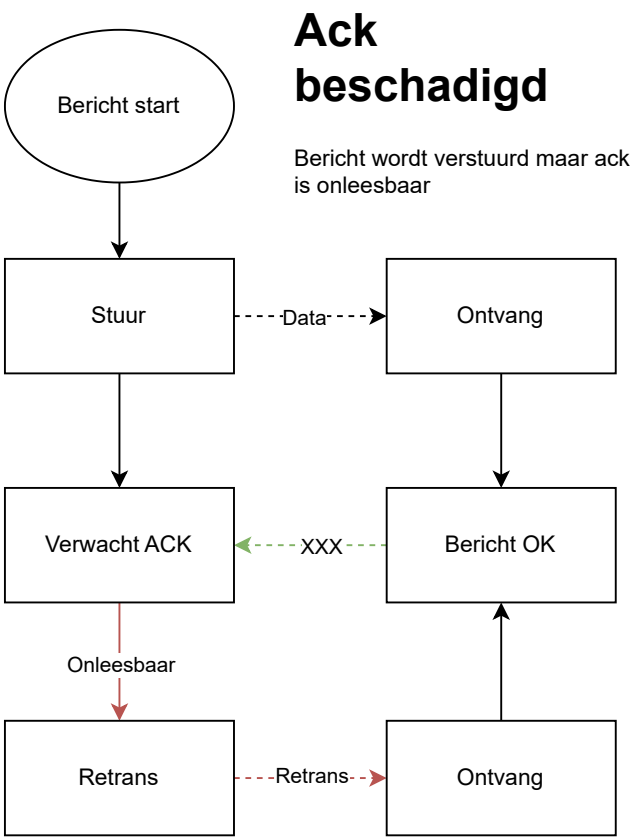 Ack
beschadigd
Bericht start
Bericht wordt verstuurd maar ack
is onleesbaar
Stuur
Data
Ontvang
Verwacht ACK
XXX
Bericht OK
Onleesbaar
Retrans
Retrans
Ontvang